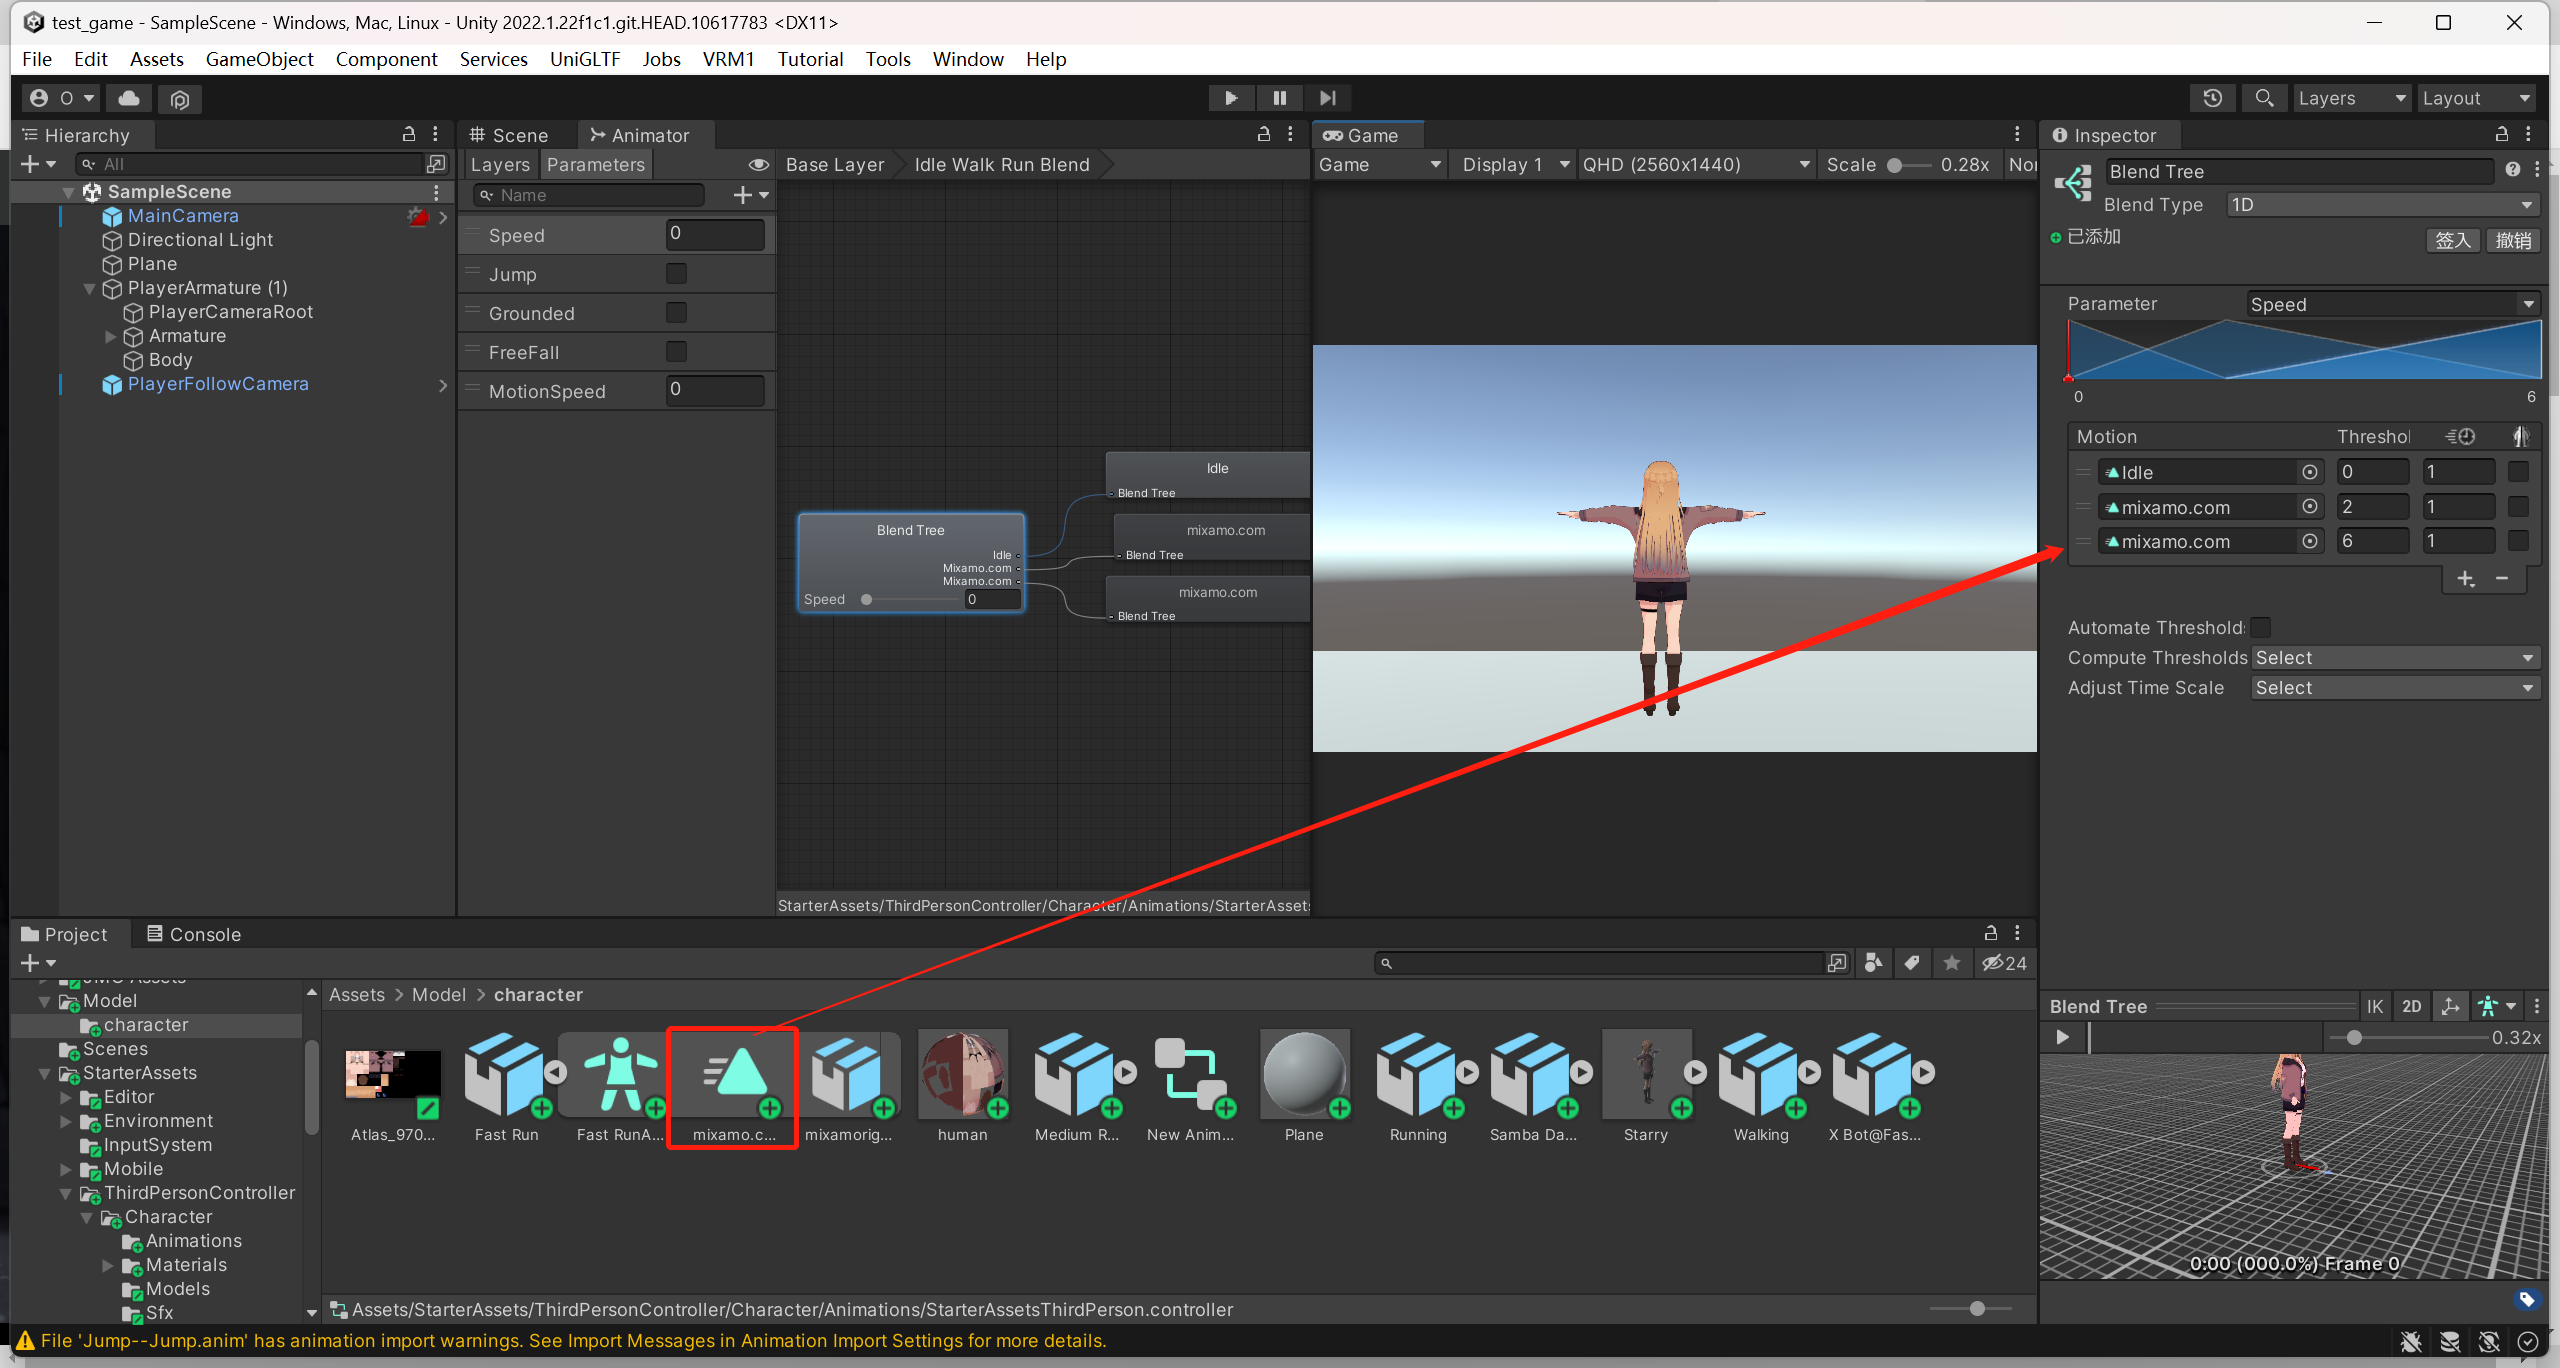 test_game - SampleScene - Windows, Mac, Linux - Unity 2022.1.22f1c1.git.HEAD.10617783 <DX11>
File Edit Assets GameObject Component Services UniGLTF Jobs VRM1 Tutorial Tools Window Help
O Layers Layout
Hierarchy
All
SampleScene
MainCamera
Directional Light
Plane
PlayerArmature (1)
PlayerCameraRoot
Armature
Body
PlayerFollowCamera
Scene Animator
Layers Parameters Base Layer Idle Walk Run Blend
Name
Speed 0
Jump
Grounded
FreeFall
MotionSpeed 0
Blend Tree
Idle
Mixamo.com
Mixamo.com
Speed 0
Idle
Blend Tree
mixamo.com
Blend Tree
mixamo.com
Blend Tree
StarterAssets/ThirdPersonController/Character/Animations/StarterAssets
Game
Game Display 1 QHD (2560x1440) Scale 0.28x Nor
Inspector
Blend Tree
Blend Type 1D
已添加 签入 撤销
Parameter Speed
0 6
Motion Threshol
Idle 0 1
mixamo.com 2 1
mixamo.com 6 1
+ −
Automate Threshold
Compute Thresholds Select
Adjust Time Scale Select
Project Console
24
JMO Assets
Model
character
Scenes
StarterAssets
Editor
Environment
InputSystem
Mobile
ThirdPersonController
Character
Animations
Materials
Models
Sfx
Assets > Model > character
Atlas_970... Fast Run Fast RunA... mixamo.c... mixamorig... human Medium R... New Anim... Plane Running Samba Da... Starry Walking X Bot@Fas...
Assets/StarterAssets/ThirdPersonController/Character/Animations/StarterAssetsThirdPerson.controller
Blend Tree IK 2D
0.32x
0:00 (000.0%) Frame 0
File 'Jump--Jump.anim' has animation import warnings. See Import Messages in Animation Import Settings for more details.